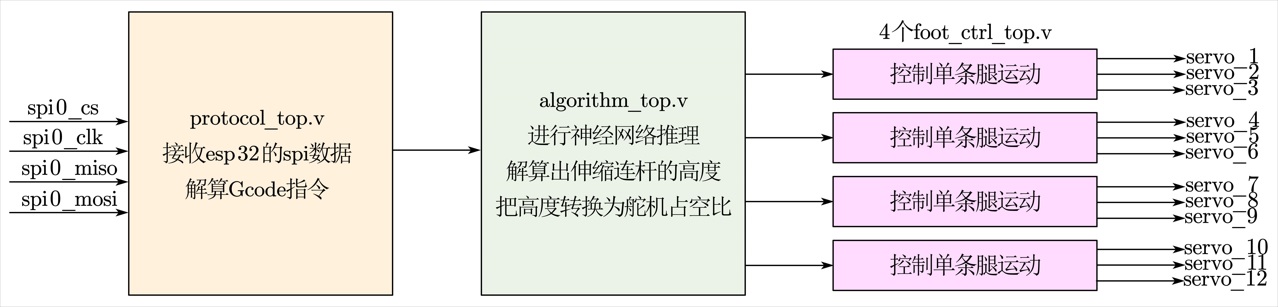 spi0_cs
spi0_clk
spi0_miso
spi0_mosi
protocol_top.v
接收esp32的spi数据
解算Gcode指令
algorithm_top.v
进行神经网络推理
解算出伸缩连杆的高度
把高度转换为舵机占空比
4个foot_ctrl_top.v
控制单条腿运动
servo_1
servo_2
servo_3
控制单条腿运动
servo_4
servo_5
servo_6
控制单条腿运动
servo_7
servo_8
servo_9
控制单条腿运动
servo_10
servo_11
servo_12